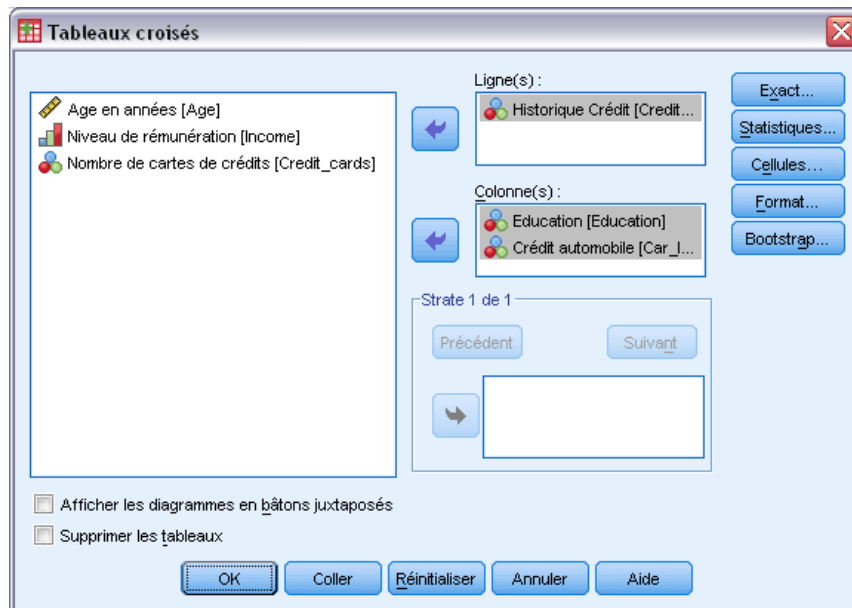 Tableaux croisés
Age en années [Age]
Niveau de rémunération [Income]
Nombre de cartes de crédits [Credit_cards]
Ligne(s) :
Historique Crédit [Credit...
Colonne(s) :
Education [Education]
Crédit automobile [Car_l...
Strate 1 de 1
Précédent
Suivant
Exact...
Statistiques...
Cellules...
Format...
Bootstrap...
Afficher les diagrammes en bâtons juxtaposés
Supprimer les tableaux
OK
Coller
Réinitialiser
Annuler
Aide